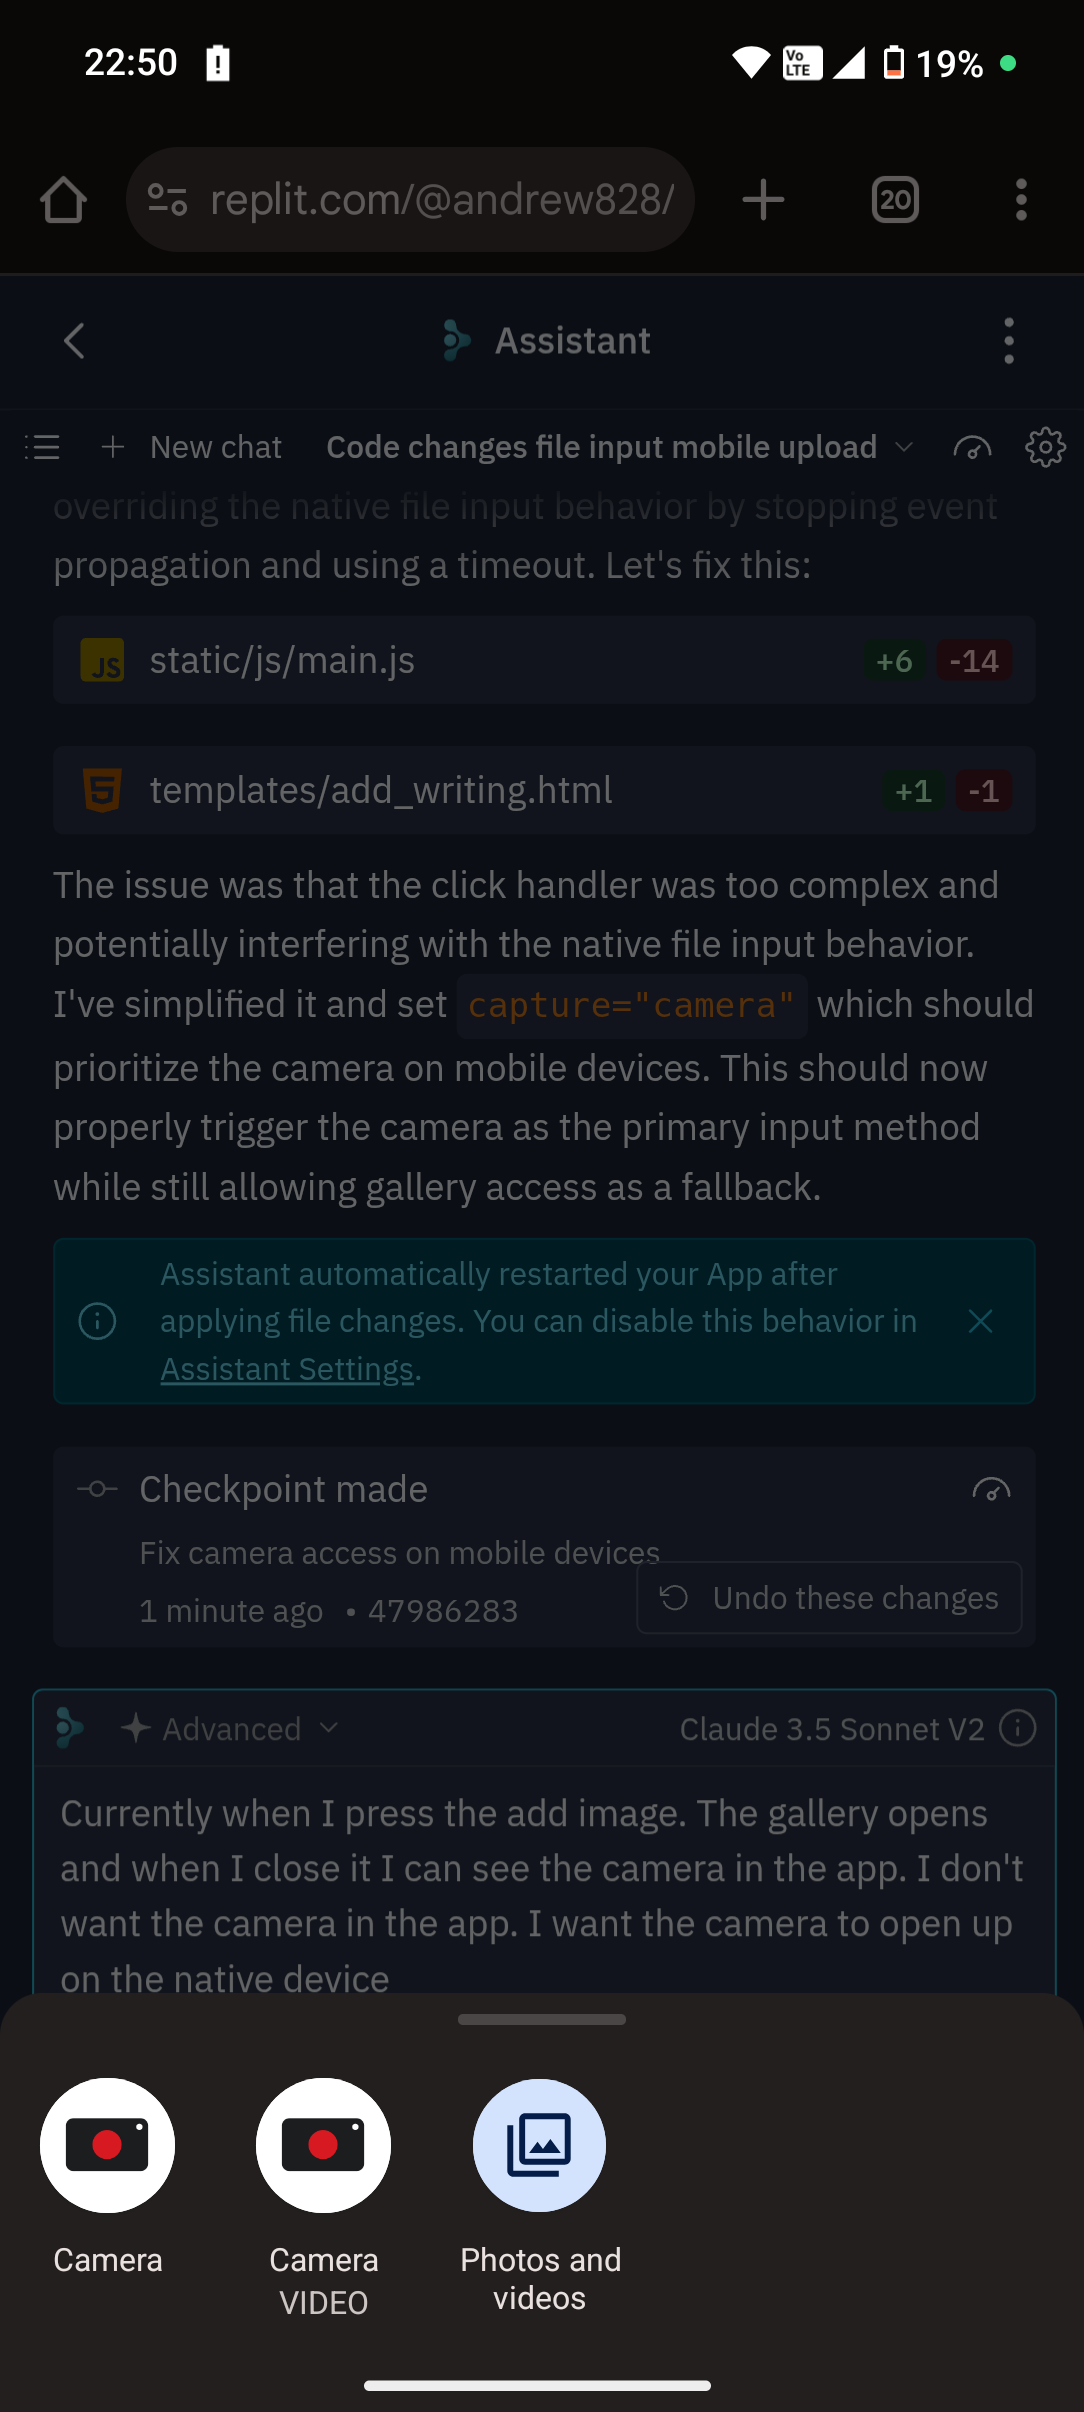 22:50
Vo LTE
19%
replit.com/@andrew828/
20
Assistant
New chat
Code changes file input mobile upload
overriding the native file input behavior by stopping event
propagation and using a timeout. Let's fix this:
JS static/js/main.js +6 -14
templates/add_writing.html +1 -1
The issue was that the click handler was too complex and
potentially interfering with the native file input behavior.
I've simplified it and set capture="camera" which should
prioritize the camera on mobile devices. This should now
properly trigger the camera as the primary input method
while still allowing gallery access as a fallback.
Assistant automatically restarted your App after
applying file changes. You can disable this behavior in
Assistant Settings.
Checkpoint made
Fix camera access on mobile devices
1 minute ago • 47986283
Undo these changes
Advanced
Claude 3.5 Sonnet V2
Currently when I press the add image. The gallery opens
and when I close it I can see the camera in the app. I don't
want the camera in the app. I want the camera to open up
on the native device
Camera
Camera
VIDEO
Photos and
videos